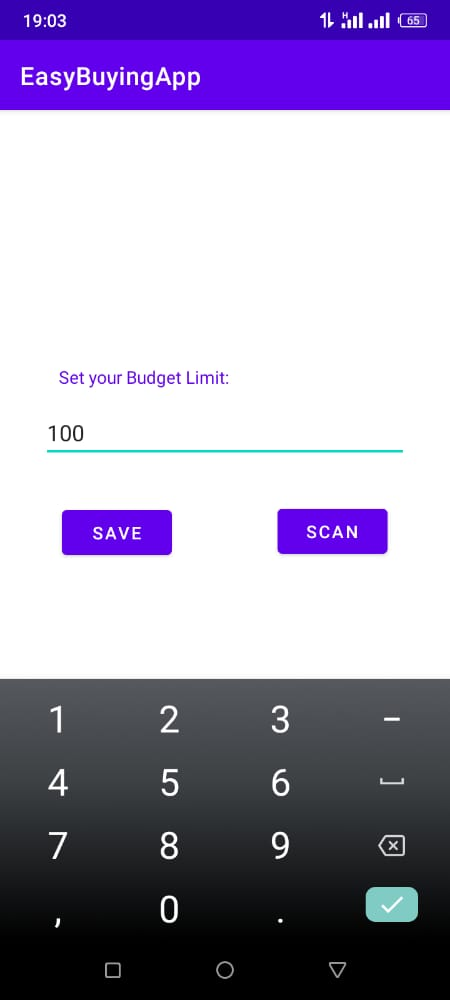 19:03 H 65
EasyBuyingApp
Set your Budget Limit:
100
SAVE SCAN
1 2 3 -
4 5 6
7 8 9
, 0 .